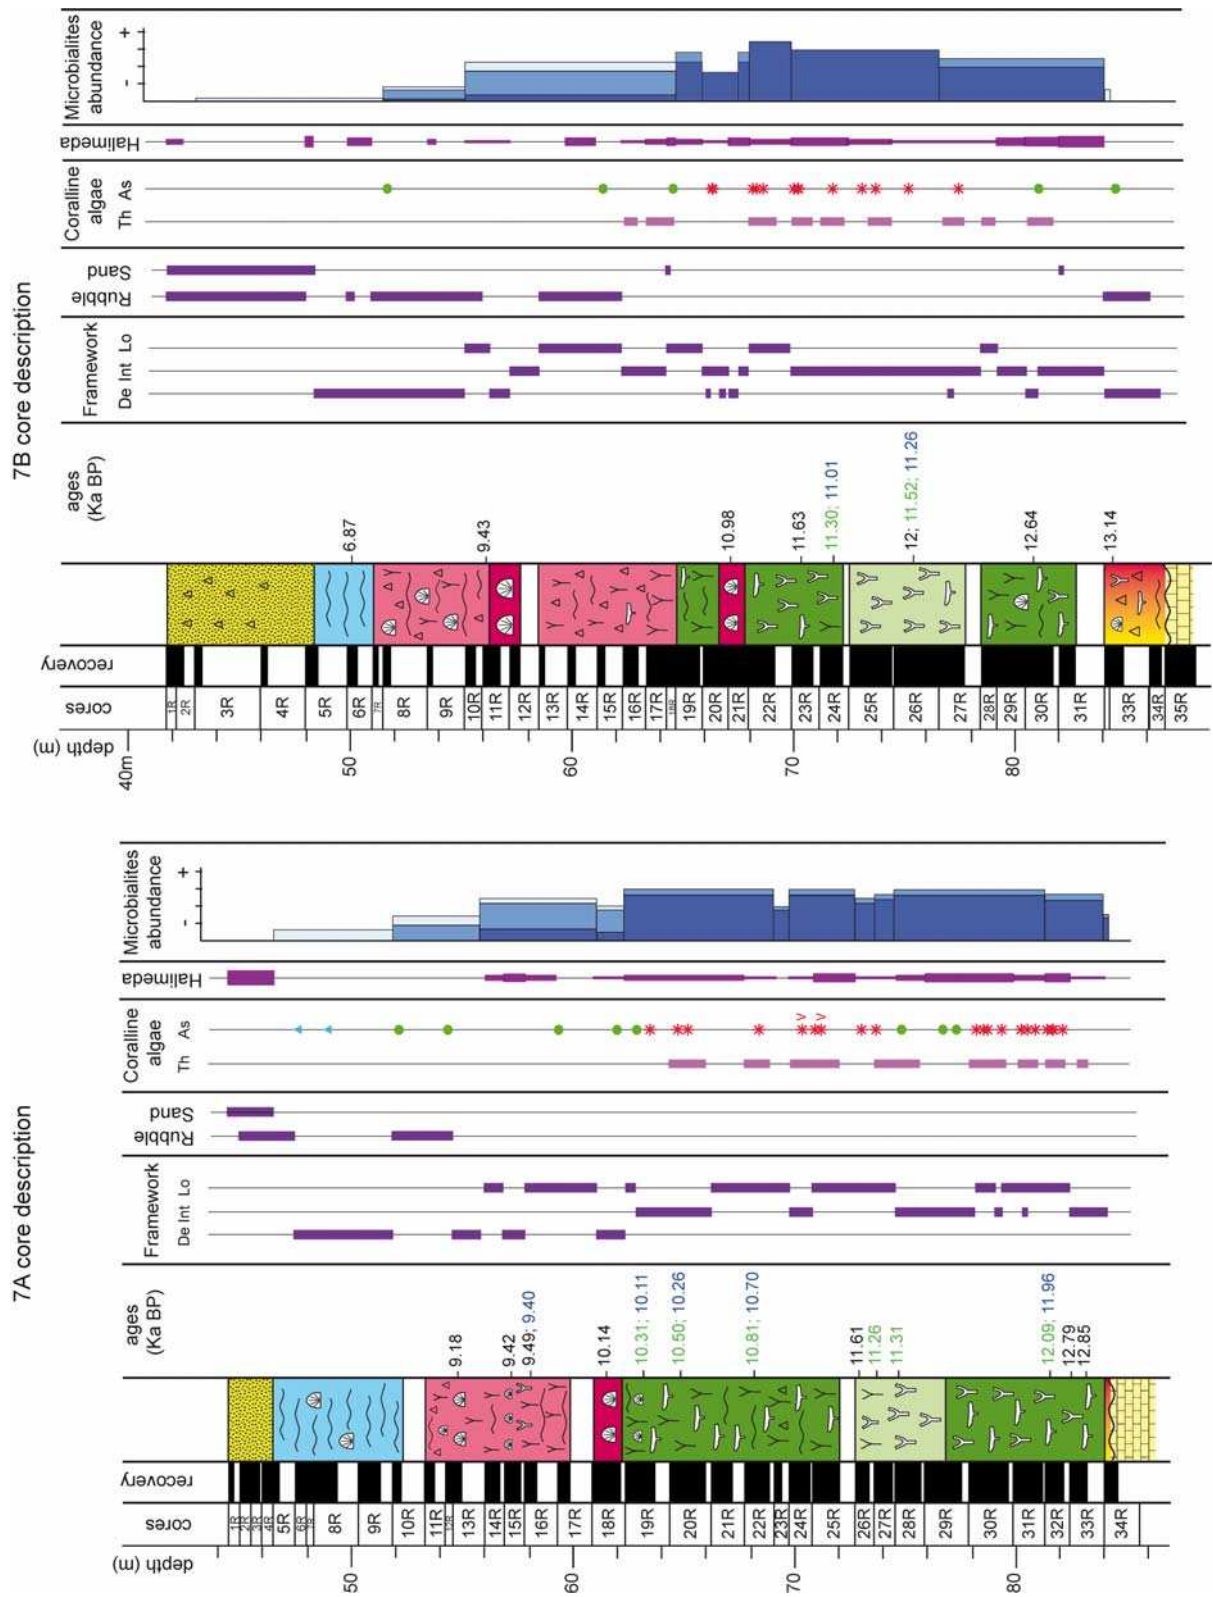 7A core description
depth (m)
cores
recovery
ages
(Ka BP)
Framework
De Int Lo
Rubble
Sand
Coralline
algae
Th As
Halimeda
Microbialites
abundance
- +
50
60
70
80
1R
2R
3R
4R
5R
6R
8R
9R
10R
11R
12R
13R
14R
15R
16R
17R
18R
19R
20R
21R
22R
23R
24R
25R
26R
27R
28R
29R
30R
31R
32R
33R
34R
9.18
9.42
9.49; 9.40
10.14
10.31; 10.11
10.50; 10.26
10.81; 10.70
11.61
11.26
11.31
12.09; 11.96
12.79
12.85
V
V
7B core description
depth (m)
cores
recovery
ages
(Ka BP)
Framework
De Int Lo
Rubble
Sand
Coralline
algae
Th As
Halimeda
Microbialites
abundance
- +
40m
50
60
70
80
1R
2R
3R
4R
5R
6R
7R
8R
9R
10R
11R
12R
13R
14R
15R
16R
17R
18R
19R
20R
21R
22R
23R
24R
25R
26R
27R
28R
29R
30R
31R
33R
34R
35R
6.87
9.43
10.98
11.63
11.30; 11.01
12; 11.52; 11.26
12.64
13.14